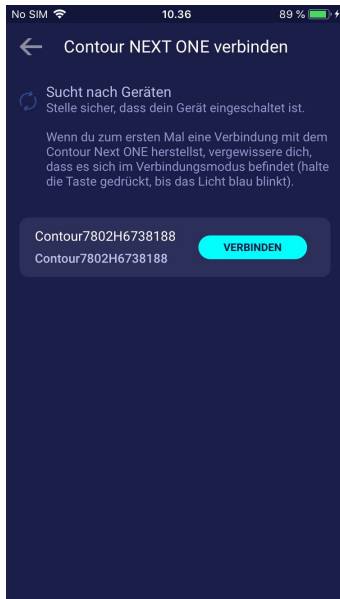 No SIM 10.36 89 %
Contour NEXT ONE verbinden
Sucht nach Geräten
Stelle sicher, dass dein Gerät eingeschaltet ist.
Wenn du zum ersten Mal eine Verbindung mit dem
Contour Next ONE herstellst, vergewissere dich,
dass es sich im Verbindungsmodus befindet (halte
die Taste gedrückt, bis das Licht blau blinkt).
Contour7802H6738188
VERBINDEN
Contour7802H6738188